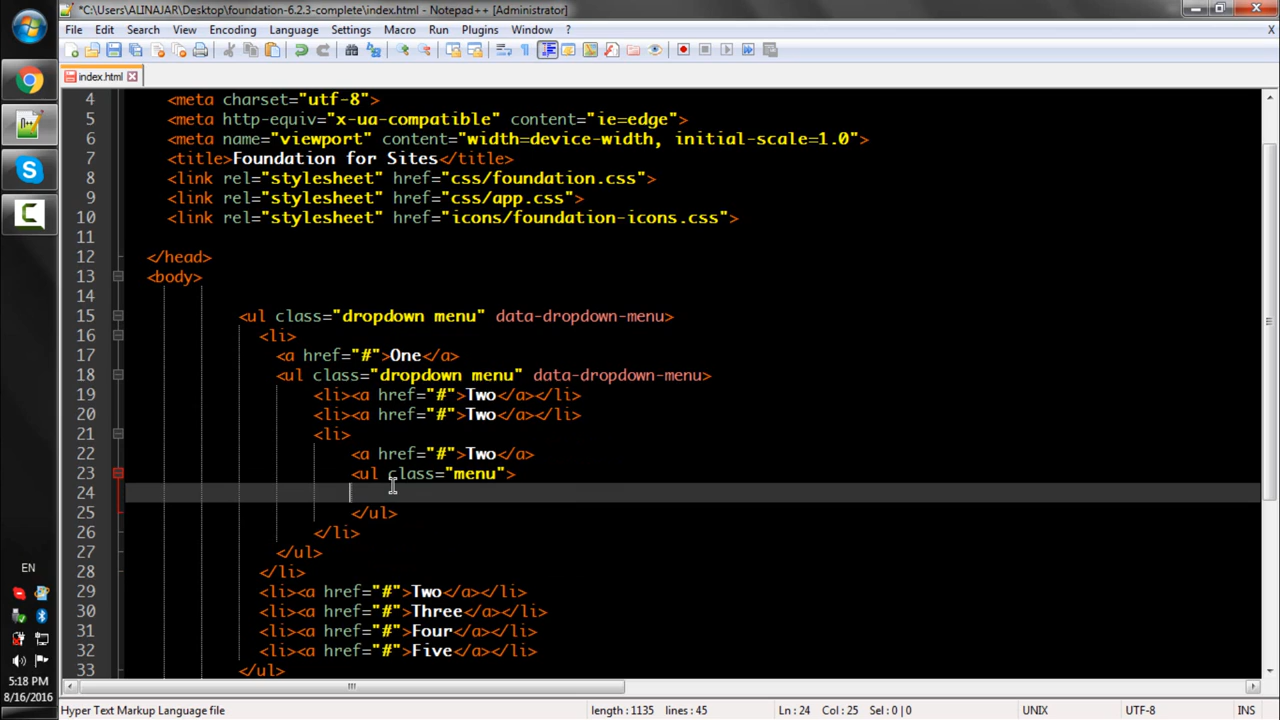 *C:\Users\ALINAJAR\Desktop\foundation-6.2.3-complete\index.html - Notepad++ [Administrator]
File Edit Search View Encoding Language Settings Macro Run Plugins Window ? X
index.html
4 <meta charset="utf-8">
5 <meta http-equiv="x-ua-compatible" content="ie=edge">
6 <meta name="viewport" content="width=device-width, initial-scale=1.0">
7 <title>Foundation for Sites</title>
8 <link rel="stylesheet" href="css/foundation.css">
9 <link rel="stylesheet" href="css/app.css">
10 <link rel="stylesheet" href="icons/foundation-icons.css">
11
12 </head>
13 <body>
14
15 <ul class="dropdown menu" data-dropdown-menu>
16 <li>
17 <a href="#">One</a>
18 <ul class="dropdown menu" data-dropdown-menu>
19 <li><a href="#">Two</a></li>
20 <li><a href="#">Two</a></li>
21 <li>
22 <a href="#">Two</a>
23 <ul class="menu">
24
25 </ul>
26 </li>
27 </ul>
28 </li>
29 <li><a href="#">Two</a></li>
30 <li><a href="#">Three</a></li>
31 <li><a href="#">Four</a></li>
32 <li><a href="#">Five</a></li>
33 </ul>
EN
5:18 PM
8/16/2016
Hyper Text Markup Language file length : 1135 lines : 45 Ln : 24 Col : 25 Sel : 0 | 0 UNIX UTF-8 INS